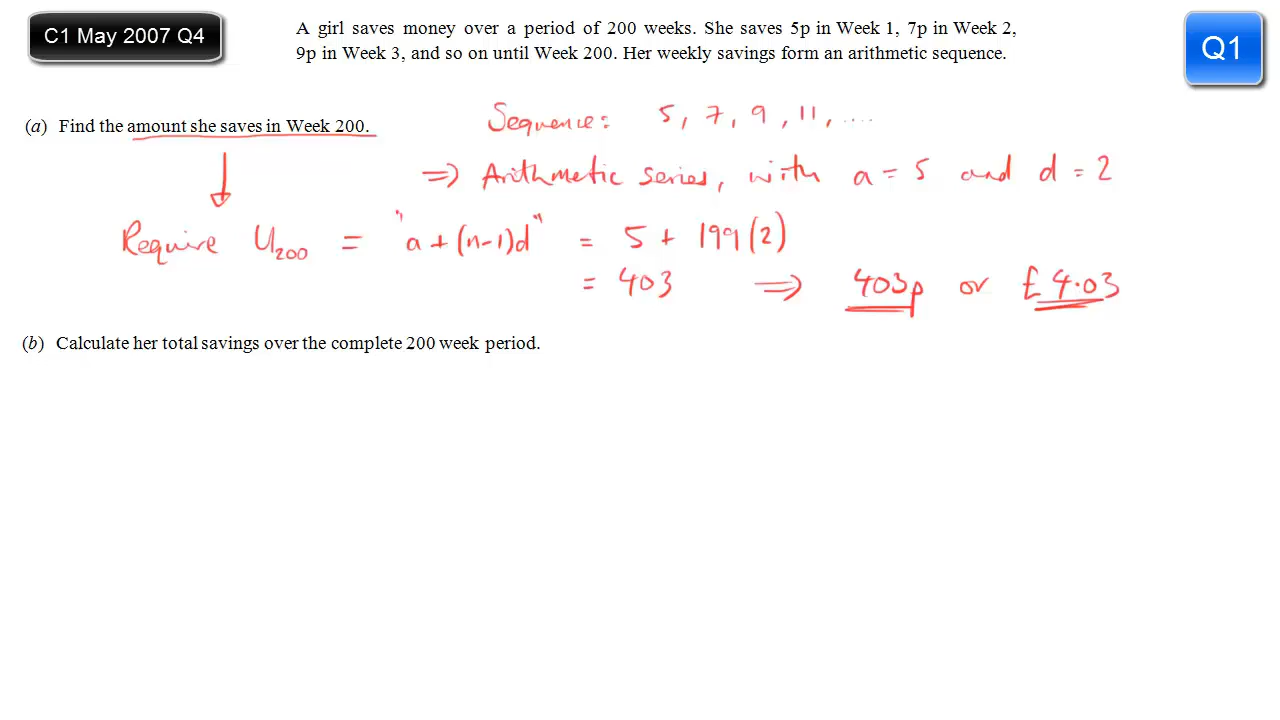 C1 May 2007 Q4
A girl saves money over a period of 200 weeks. She saves 5p in Week 1, 7p in Week 2,
9p in Week 3, and so on until Week 200. Her weekly savings form an arithmetic sequence.
Q1
(a) Find the amount she saves in Week 200.
Sequence: 5, 7, 9, 11, ....
⇒ Arithmetic series, with a = 5 and d = 2
Require U₂₀₀ = "a + (n-1)d" = 5 + 199(2)
= 403 ⇒ 403p or £4.03
(b) Calculate her total savings over the complete 200 week period.